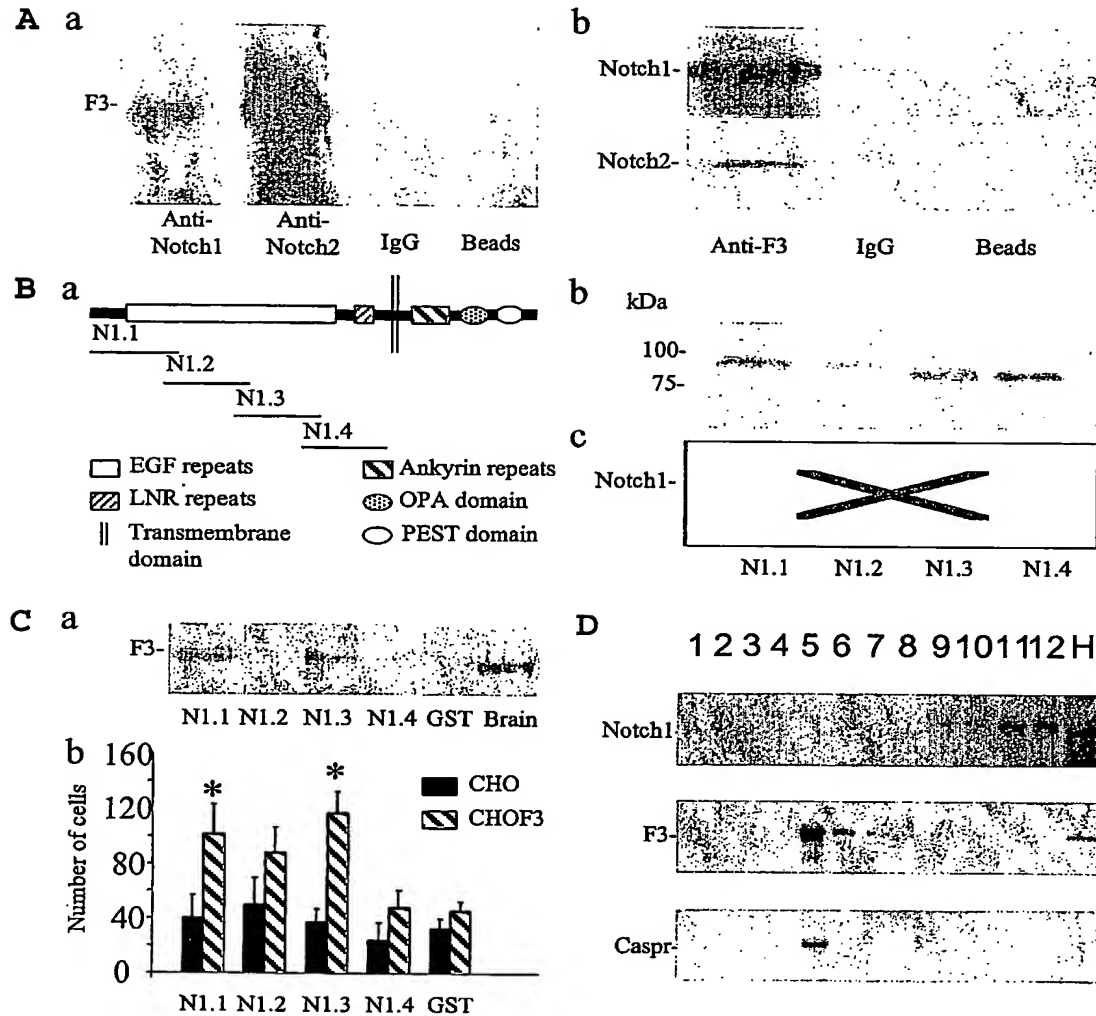 A a
F3-
Anti-Notch1
Anti-Notch2
IgG
Beads
b
Notch1-
Notch2-
Anti-F3
IgG
Beads
B a
N1.1
N1.2
N1.3
N1.4
EGF repeats
LNR repeats
Transmembrane domain
Ankyrin repeats
OPA domain
PEST domain
b
kDa
100-
75-
c
Notch1-
N1.1 N1.2 N1.3 N1.4
C a
F3-
N1.1 N1.2 N1.3 N1.4 GST Brain
b
Number of cells
160
120
80
40
0
* *
CHO
CHOF3
N1.1 N1.2 N1.3 N1.4 GST
D
1 2 3 4 5 6 7 8 9 10 11 12 H
Notch1
F3-
Caspr-